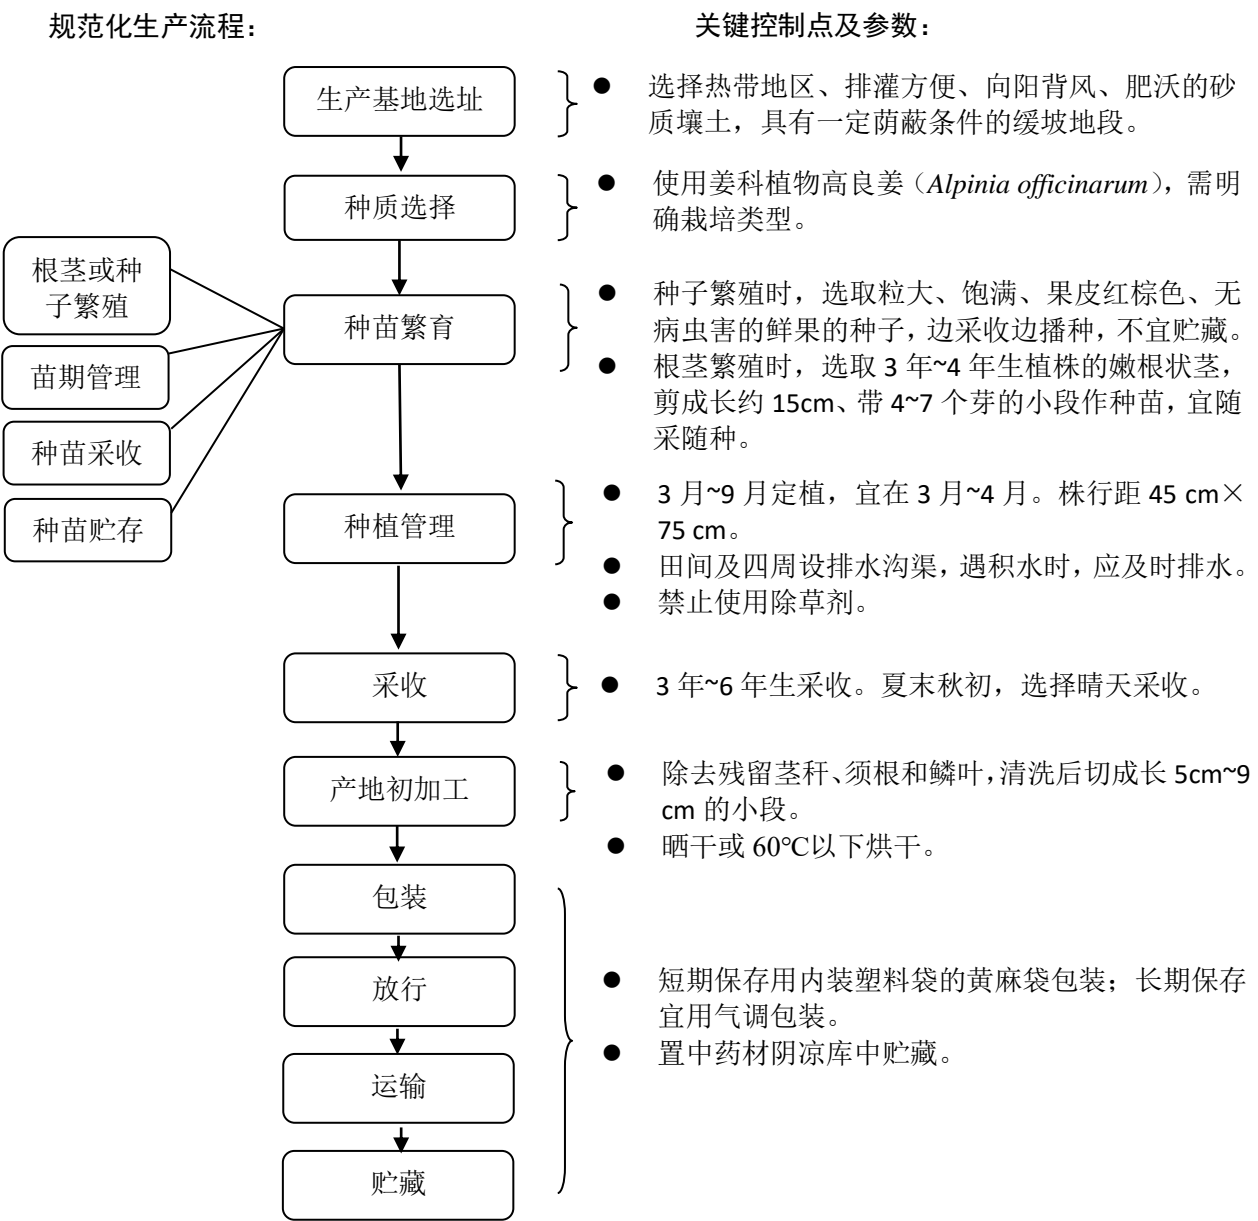 规范化生产流程：
关键控制点及参数：
生产基地选址
选择热带地区、排灌方便、向阳背风、肥沃的砂
质壤土，具有一定荫蔽条件的缓坡地段。
种质选择
使用姜科植物高良姜（Alpinia officinarum），需明
确栽培类型。
根茎或种
子繁殖
苗期管理
种苗采收
种苗贮存
种苗繁育
种子繁殖时，选取粒大、饱满、果皮红棕色、无
病虫害的鲜果的种子，边采收边播种，不宜贮藏。
根茎繁殖时，选取 3 年~4 年生植株的嫩根状茎，
剪成长约 15cm、带 4~7 个芽的小段作种苗，宜随
采随种。
种植管理
3 月~9 月定植，宜在 3 月~4 月。株行距 45 cm×
75 cm。
田间及四周设排水沟渠，遇积水时，应及时排水。
禁止使用除草剂。
采收
3 年~6 年生采收。夏末秋初，选择晴天采收。
产地初加工
除去残留茎秆、须根和鳞叶，清洗后切成长 5cm~9
cm 的小段。
晒干或 60℃以下烘干。
包装
放行
运输
贮藏
短期保存用内装塑料袋的黄麻袋包装；长期保存
宜用气调包装。
置中药材阴凉库中贮藏。